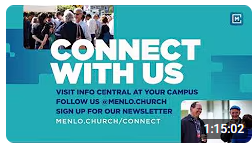 CONNECT
WITH US
VISIT INFO CENTRAL AT YOUR CAMPUS
FOLLOW US @MENLO.CHURCH
SIGN UP FOR OUR NEWSLETTER
MENLO.CHURCH/CONNECT
1:15:02